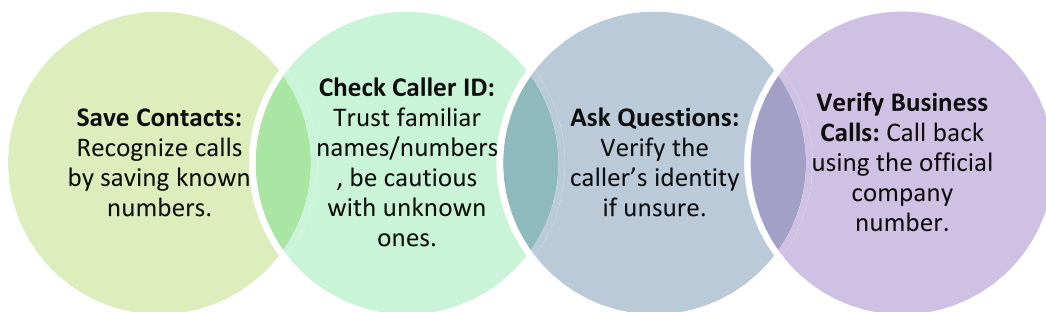 Save Contacts:
Recognize calls
by saving known
numbers.
Check Caller ID:
Trust familiar
names/numbers
, be cautious
with unknown
ones.
Ask Questions:
Verify the
caller’s identity
if unsure.
Verify Business
Calls: Call back
using the official
company
number.